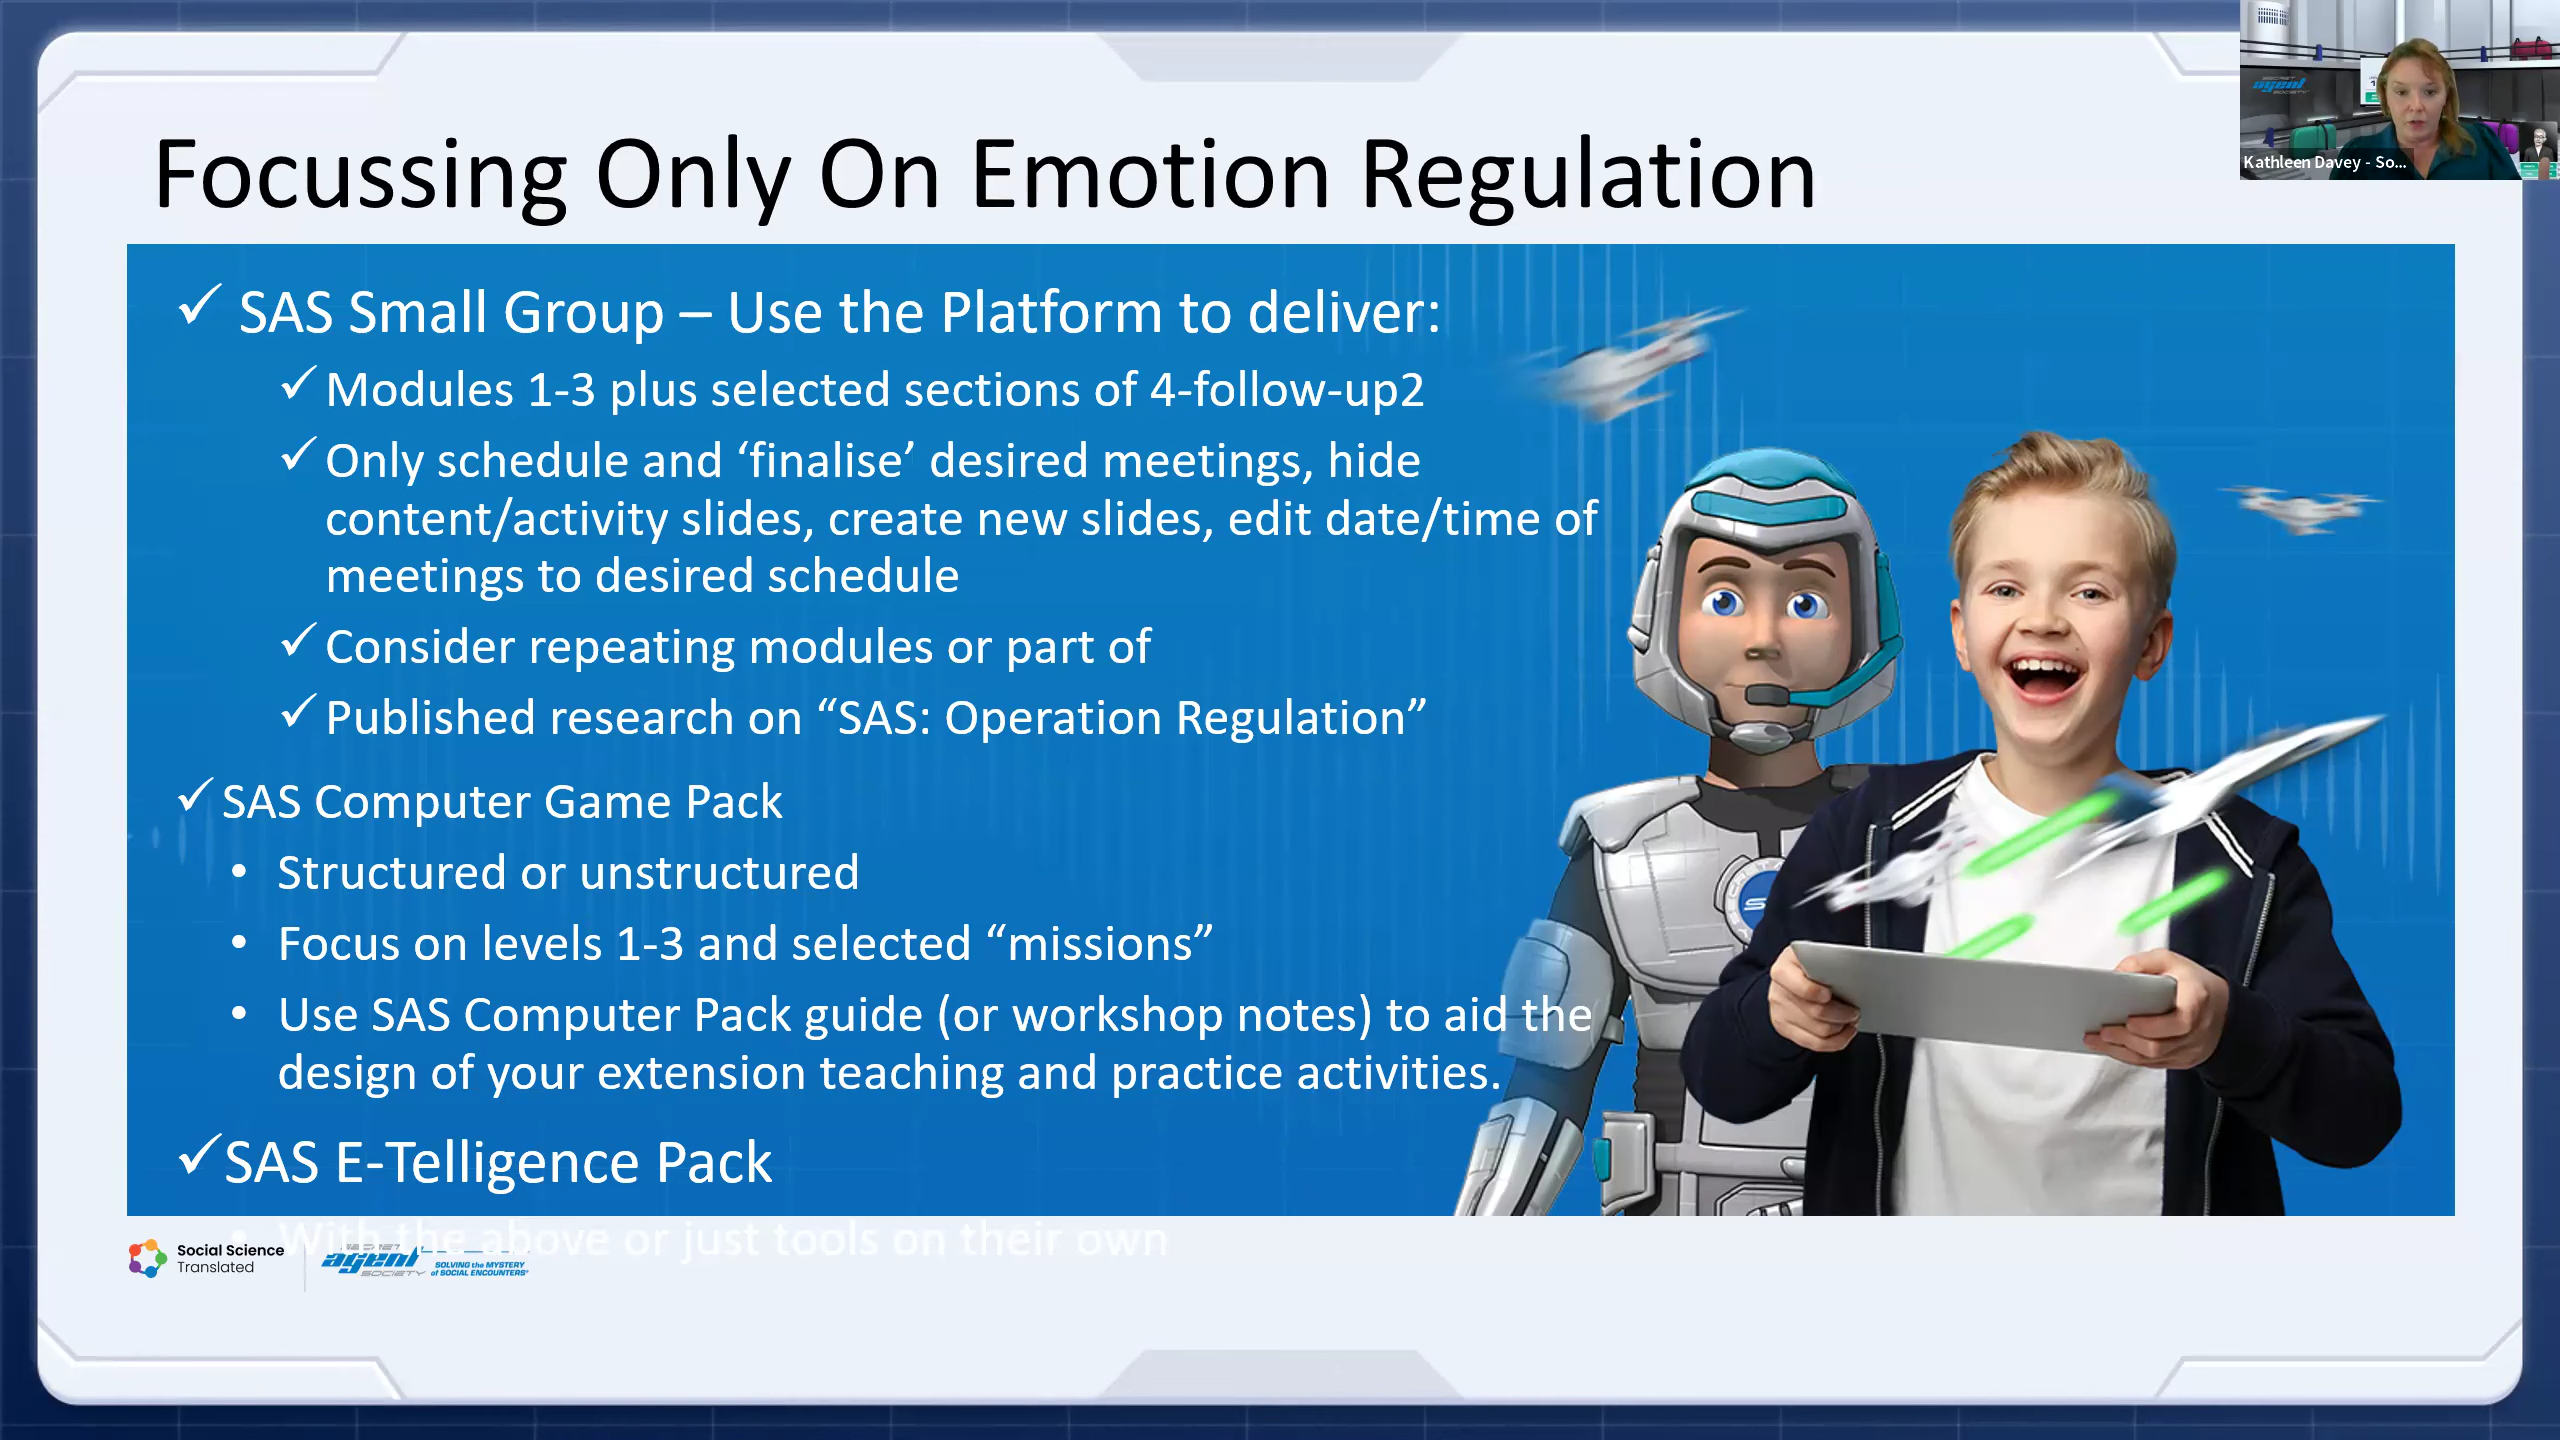 Focussing Only On Emotion Regulation
Kathleen Davey - So...
✓ SAS Small Group – Use the Platform to deliver:
✓ Modules 1-3 plus selected sections of 4-follow-up2
✓ Only schedule and ‘finalise’ desired meetings, hide
content/activity slides, create new slides, edit date/time of
meetings to desired schedule
✓ Consider repeating modules or part of
✓ Published research on “SAS: Operation Regulation”
✓ SAS Computer Game Pack
• Structured or unstructured
• Focus on levels 1-3 and selected “missions”
• Use SAS Computer Pack guide (or workshop notes) to aid the
design of your extension teaching and practice activities.
✓ SAS E-Telligence Pack
• With the above or just tools on their own
Social Science
Translated
SECRET
agent
SOCIETY
SOLVING the MYSTERY
of SOCIAL ENCOUNTERS®